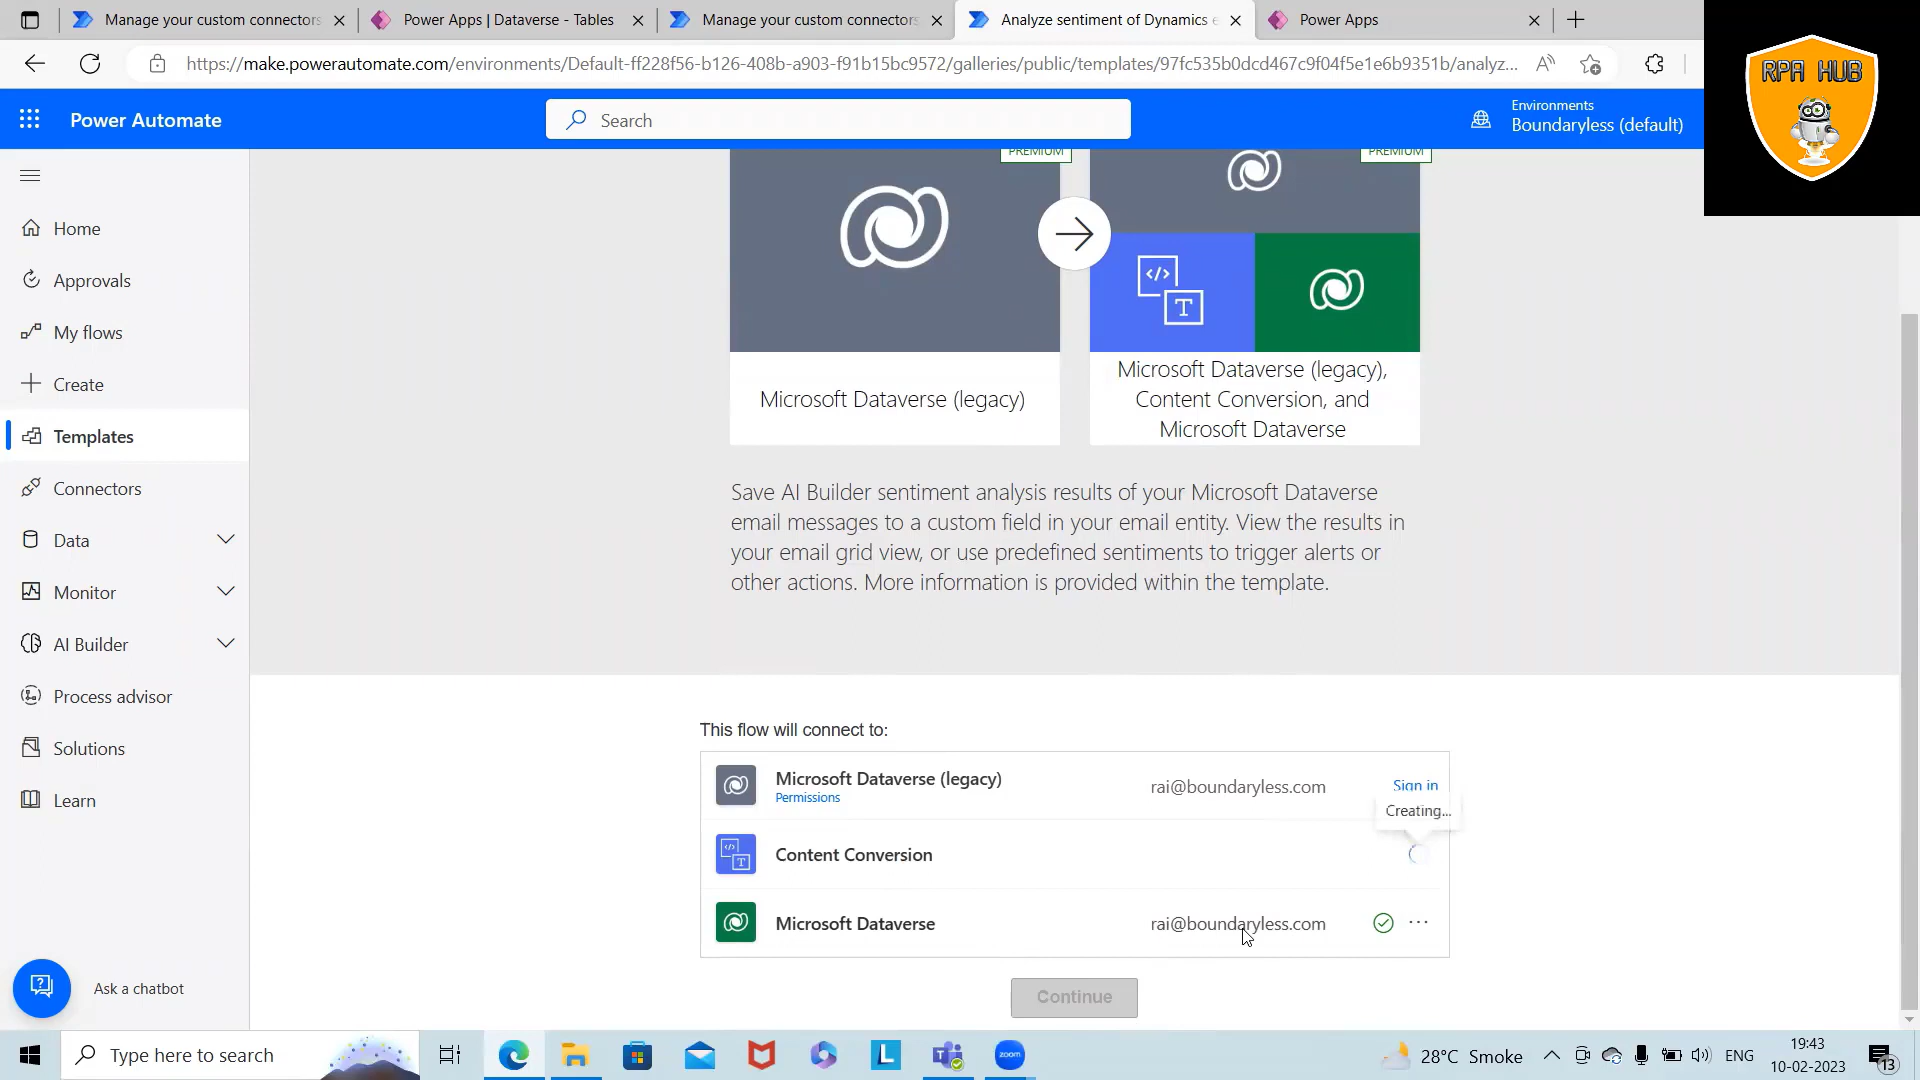 Manage your custom connectors
Power Apps | Dataverse - Tables
Manage your custom connectors
Analyze sentiment of Dynamics e
Power Apps
https://make.powerautomate.com/environments/Default-ff228f56-b126-408b-a903-f91b15bc9572/galleries/public/templates/97fc535b0dcd467c9f04f5e1e6b9351b/analyz...
RPA HUB
Power Automate
Search
Environments
Boundaryless (default)
PREMIUM
PREMIUM
Home
Approvals
My flows
Create
Templates
Connectors
Data
Monitor
AI Builder
Process advisor
Solutions
Learn
Ask a chatbot
Microsoft Dataverse (legacy)
Microsoft Dataverse (legacy),
Content Conversion, and
Microsoft Dataverse
Save AI Builder sentiment analysis results of your Microsoft Dataverse
email messages to a custom field in your email entity. View the results in
your email grid view, or use predefined sentiments to trigger alerts or
other actions. More information is provided within the template.
This flow will connect to:
Microsoft Dataverse (legacy)
Permissions
rai@boundaryless.com
Sign in
Creating...
Content Conversion
Microsoft Dataverse
rai@boundaryless.com
Continue
Type here to search
L
zoom
28°C Smoke
ENG
19:43
10-02-2023
13